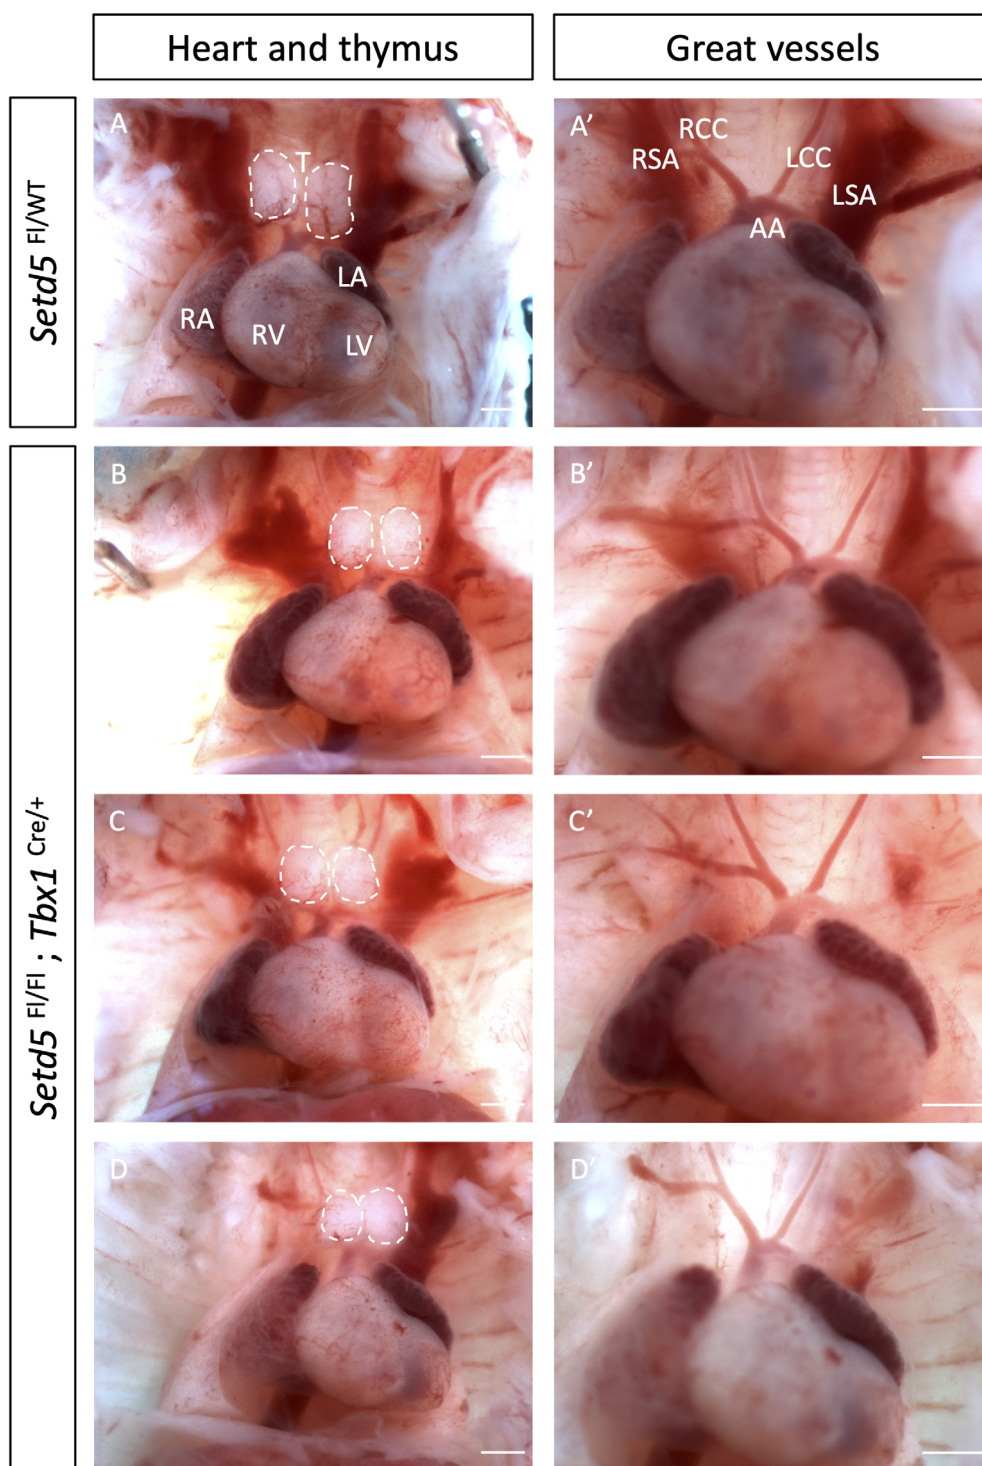 Heart and thymus
Great vessels
Setd5 Fl/WT
A
T
RA
RV
LA
LV
A’
RCC
RSA
LCC
LSA
AA
Setd5 Fl/Fl ; Tbx1 Cre/+
B
B’
C
C’
D
D’